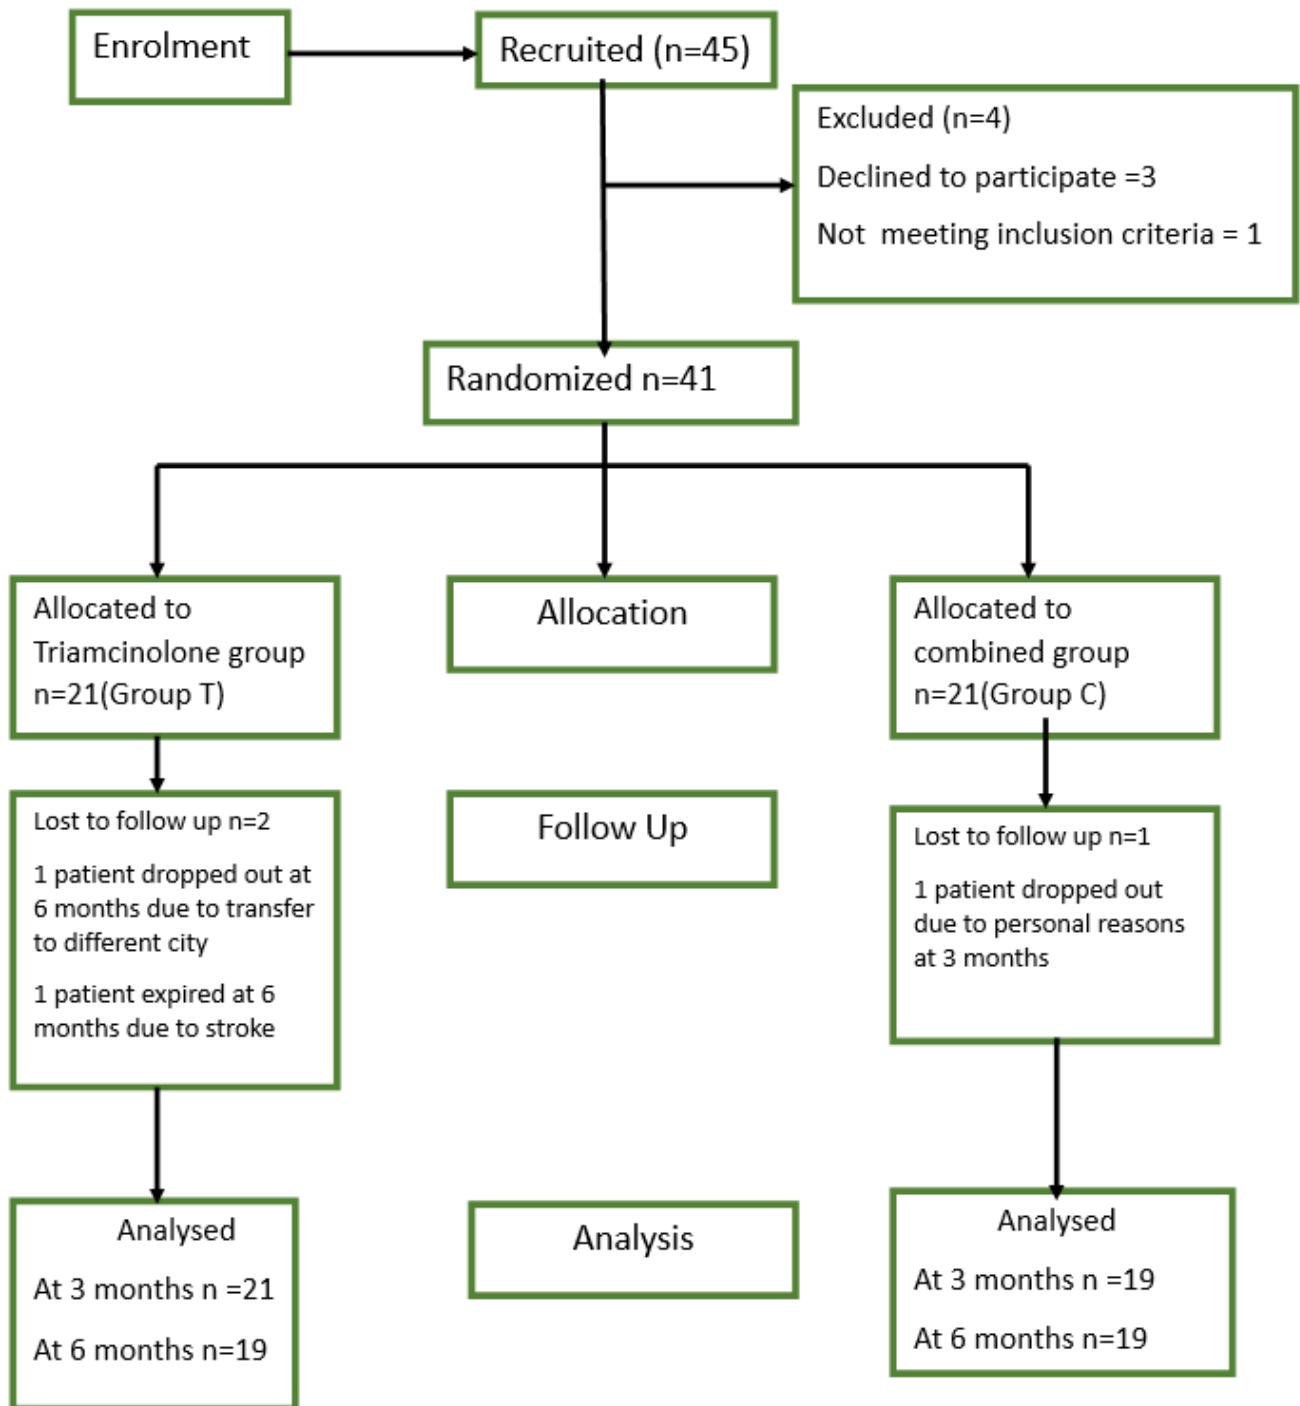 Enrolment
Recruited (n=45)
Excluded (n=4)
Declined to participate =3
Not  meeting inclusion criteria = 1
Randomized n=41
Allocated to
Triamcinolone group
n=21(Group T)
Allocation
Allocated to
combined group
n=21(Group C)
Lost to follow up n=2
1 patient dropped out at
6 months due to transfer
to different city
1 patient expired at 6
months due to stroke
Follow Up
Lost to follow up n=1
1 patient dropped out
due to personal reasons
at 3 months
Analysed
At 3 months n =21
At 6 months n=19
Analysis
Analysed
At 3 months n =19
At 6 months n=19